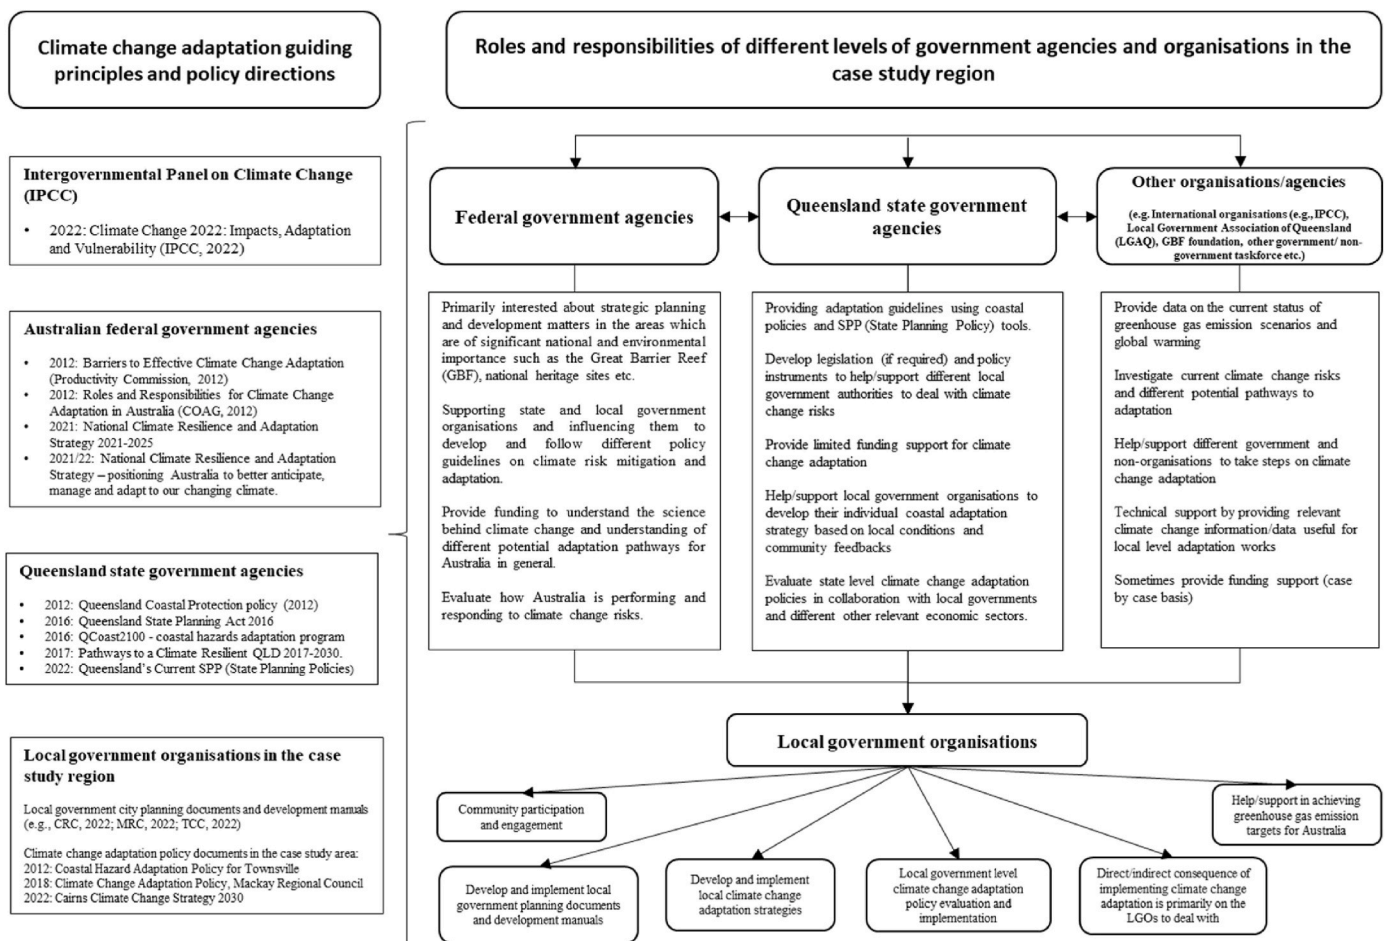 Climate change adaptation guiding
principles and policy directions
Roles and responsibilities of different levels of government agencies and organisations in the
case study region
Intergovernmental Panel on Climate Change
(IPCC)
• 2022: Climate Change 2022: Impacts, Adaptation
and Vulnerability (IPCC, 2022)
Australian federal government agencies
• 2012: Barriers to Effective Climate Change Adaptation
(Productivity Commission, 2012)
• 2012: Roles and Responsibilities for Climate Change
Adaptation in Australia (COAG, 2012)
• 2021: National Climate Resilience and Adaptation
Strategy 2021-2025
• 2021/22: National Climate Resilience and Adaptation
Strategy – positioning Australia to better anticipate,
manage and adapt to our changing climate.
Queensland state government agencies
• 2012: Queensland Coastal Protection policy (2012)
• 2016: Queensland State Planning Act 2016
• 2016: QCoast2100 - coastal hazards adaptation program
• 2017: Pathways to a Climate Resilient QLD 2017-2030.
• 2022: Queensland's Current SPP (State Planning Policies)
Local government organisations in the case
study region
Local government city planning documents and development manuals
(e.g., CRC, 2022; MRC, 2022; TCC, 2022)
Climate change adaptation policy documents in the case study area:
2012: Coastal Hazard Adaptation Policy for Townsville
2018: Climate Change Adaptation Policy, Mackay Regional Council
2022: Cairns Climate Change Strategy 2030
Federal government agencies
Queensland state government
agencies
Other organisations/agencies
(e.g. International organisations (e.g., IPCC),
Local Government Association of Queensland
(LGAQ), GBF foundation, other government/ non-
government taskforce etc.)
Primarily interested about strategic planning
and development matters in the areas which
are of significant national and environmental
importance such as the Great Barrier Reef
(GBF), national heritage sites etc.
Supporting state and local government
organisations and influencing them to
develop and follow different policy
guidelines on climate risk mitigation and
adaptation.
Provide funding to understand the science
behind climate change and understanding of
different potential adaptation pathways for
Australia in general.
Evaluate how Australia is performing and
responding to climate change risks.
Providing adaptation guidelines using coastal
policies and SPP (State Planning Policy) tools.
Develop legislation (if required) and policy
instruments to help/support different local
government authorities to deal with climate
change risks
Provide limited funding support for climate
change adaptation
Help/support local government organisations to
develop their individual coastal adaptation
strategy based on local conditions and
community feedbacks
Evaluate state level climate change adaptation
policies in collaboration with local governments
and different other relevant economic sectors.
Provide data on the current status of
greenhouse gas emission scenarios and
global warming
Investigate current climate change risks
and different potential pathways to
adaptation
Help/support different government and
non-organisations to take steps on climate
change adaptation
Technical support by providing relevant
climate change information/data useful for
local level adaptation works
Sometimes provide funding support (case
by case basis)
Local government organisations
Community participation
and engagement
Develop and implement local
government planning documents
and development manuals
Develop and implement
local climate change
adaptation strategies
Local government level
climate change adaptation
policy evaluation and
implementation
Direct/indirect consequence of
implementing climate change
adaptation is primarily on the
LGOs to deal with
Help/support in achieving
greenhouse gas emission
targets for Australia